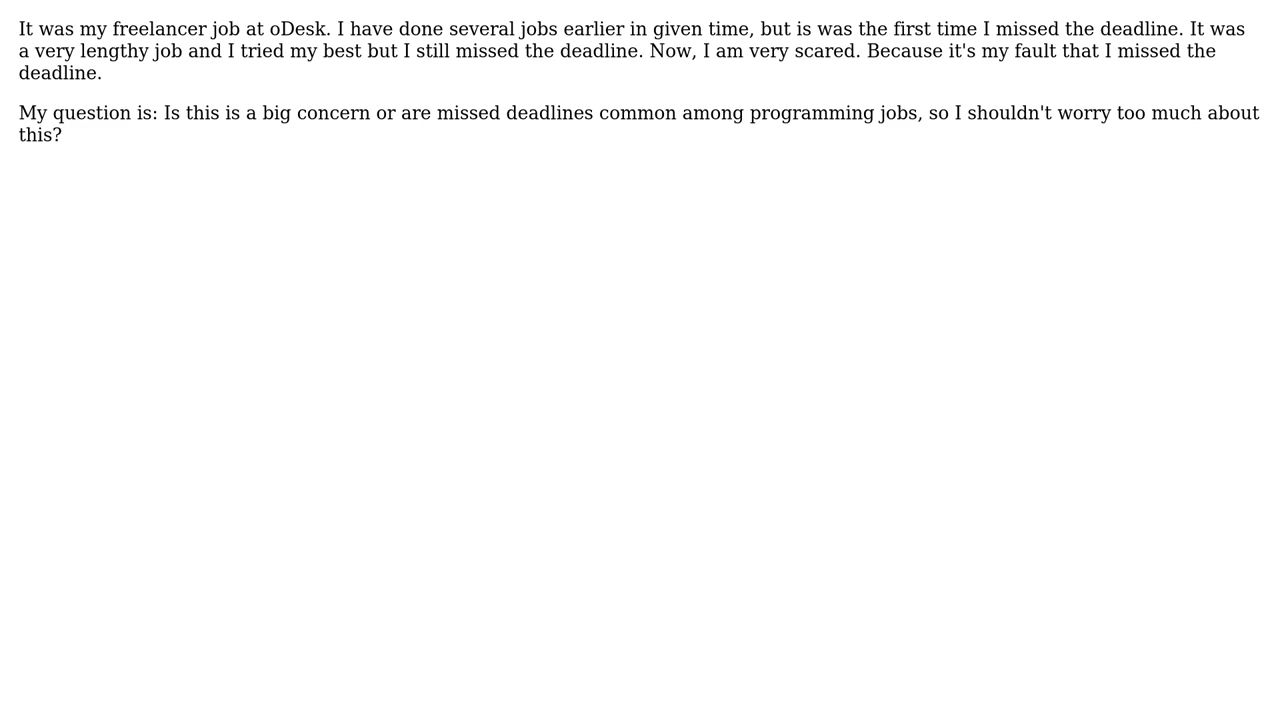 It was my freelancer job at oDesk. I have done several jobs earlier in given time, but is was the first time I missed the deadline. It was
a very lengthy job and I tried my best but I still missed the deadline. Now, I am very scared. Because it's my fault that I missed the
deadline.
My question is: Is this is a big concern or are missed deadlines common among programming jobs, so I shouldn't worry too much about
this?